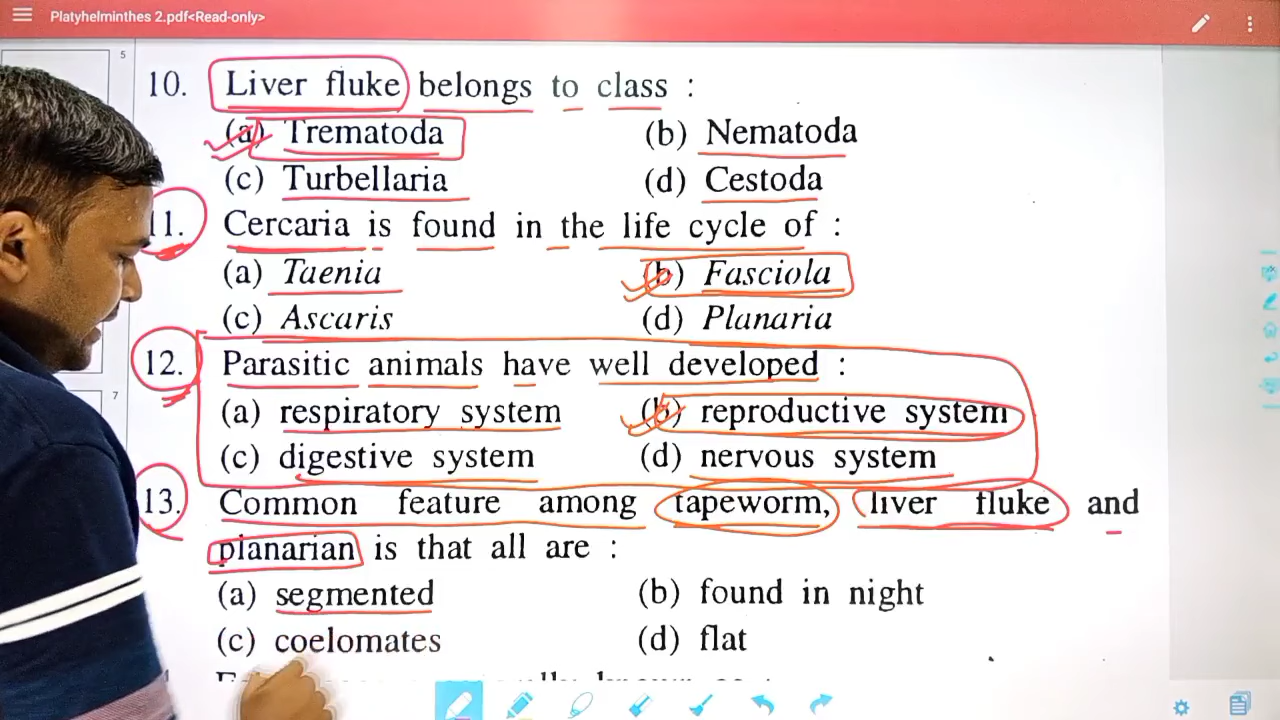 Platyhelminthes 2.pdf<Read-only>
5
10. Liver fluke belongs to class :
(a) Trematoda (b) Nematoda
(c) Turbellaria (d) Cestoda
11. Cercaria is found in the life cycle of :
(a) Taenia (b) Fasciola
(c) Ascaris (d) Planaria
12. Parasitic animals have well developed :
7
(a) respiratory system (b) reproductive system
(c) digestive system (d) nervous system
13. Common feature among tapeworm, liver fluke and
planarian is that all are :
(a) segmented (b) found in night
(c) coelomates (d) flat